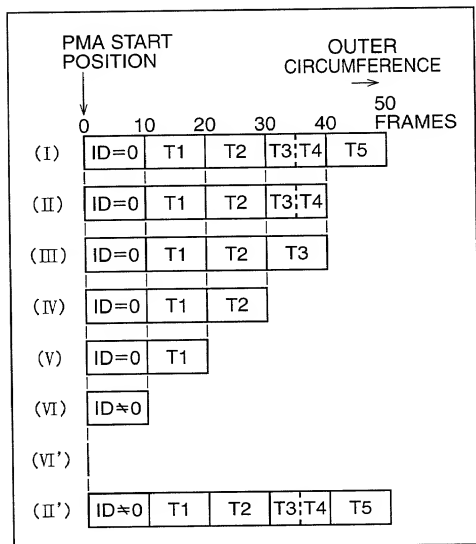 PMA START
POSITION
OUTER
CIRCUMFERENCE
→
0 10 20 30 40 50
FRAMES
(I) ID=0 T1 T2 T3 T4 T5
(II) ID=0 T1 T2 T3 T4
(III) ID=0 T1 T2 T3
(IV) ID=0 T1 T2
(V) ID=0 T1
(VI) ID≒0
(VI')
(II') ID≒0 T1 T2 T3 T4 T5